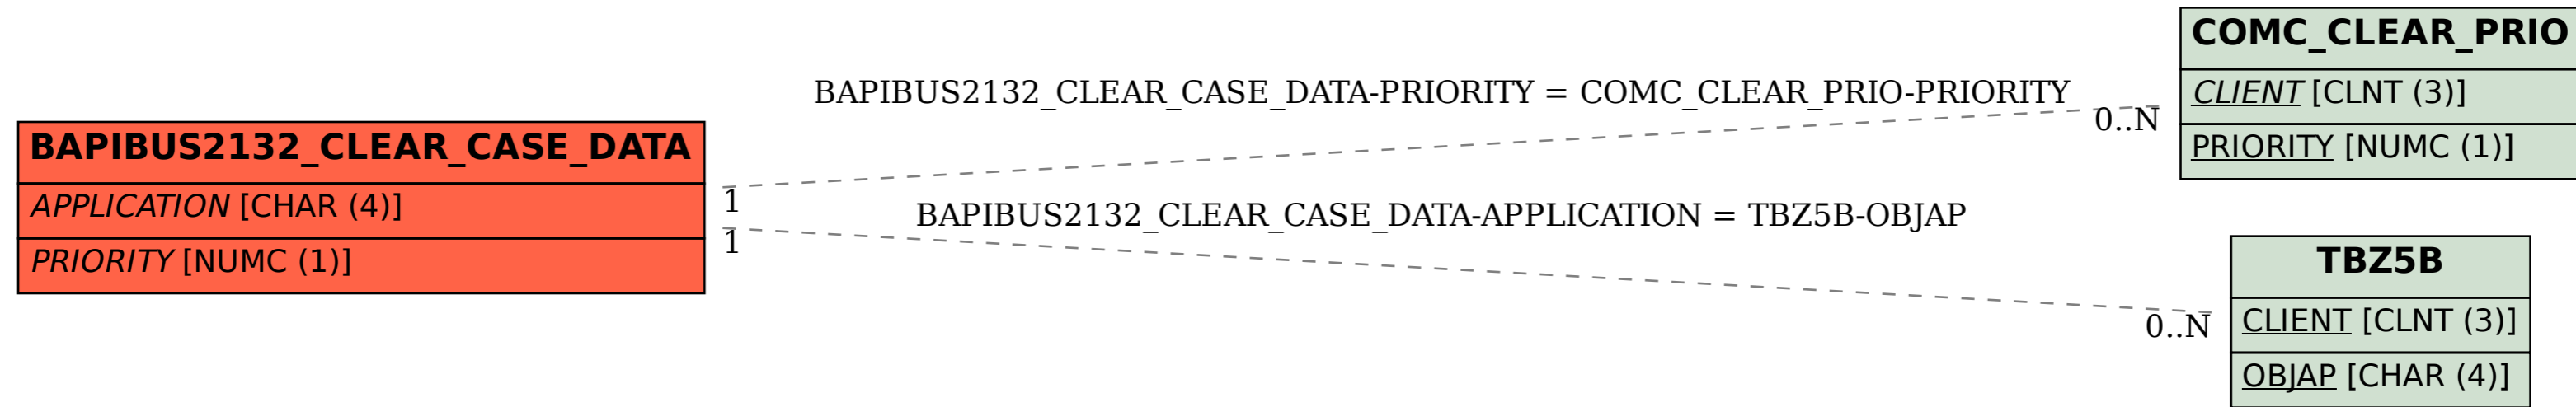 BAPIBUS2132_CLEAR_CASE_DATA
APPLICATION [CHAR (4)]
PRIORITY [NUMC (1)]
BAPIBUS2132_CLEAR_CASE_DATA-PRIORITY = COMC_CLEAR_PRIO-PRIORITY
1
0..N
BAPIBUS2132_CLEAR_CASE_DATA-APPLICATION = TBZ5B-OBJAP
1
0..N
COMC_CLEAR_PRIO
CLIENT [CLNT (3)]
PRIORITY [NUMC (1)]
TBZ5B
CLIENT [CLNT (3)]
OBJAP [CHAR (4)]